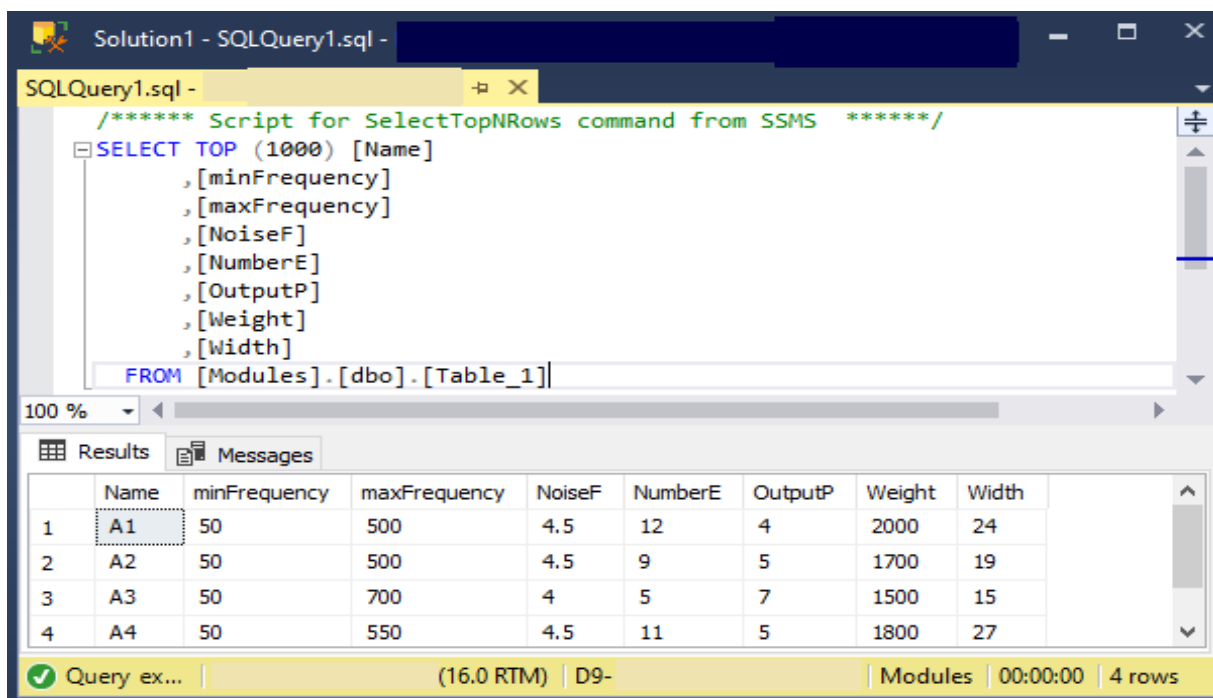 Solution1 - SQLQuery1.sql -
SQLQuery1.sql -
/****** Script for SelectTopNRows command from SSMS ******/
SELECT TOP (1000) [Name]
,[minFrequency]
,[maxFrequency]
,[NoiseF]
,[NumberE]
,[OutputP]
,[Weight]
,[Width]
FROM [Modules].[dbo].[Table_1]
100 %
Results Messages
Name minFrequency maxFrequency NoiseF NumberE OutputP Weight Width
1 A1 50 500 4.5 12 4 2000 24
2 A2 50 500 4.5 9 5 1700 19
3 A3 50 700 4 5 7 1500 15
4 A4 50 550 4.5 11 5 1800 27
Query ex... (16.0 RTM) D9- Modules 00:00:00 4 rows